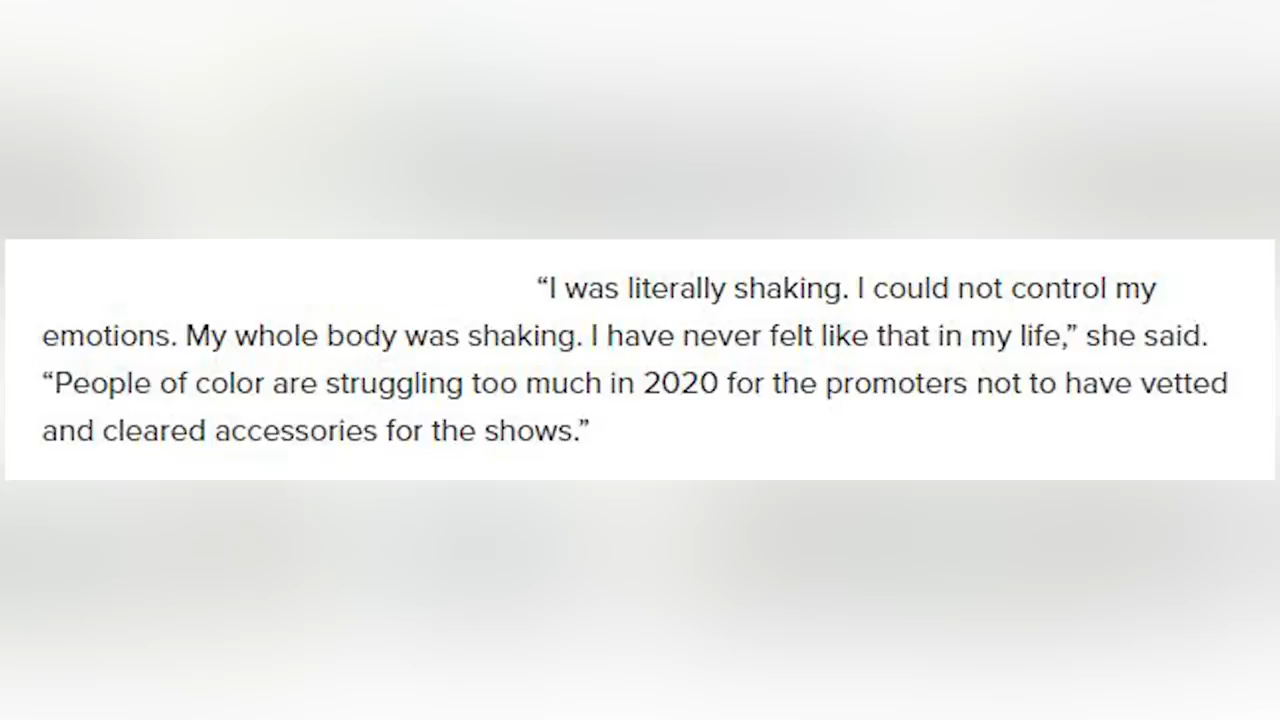 “I was literally shaking. I could not control my
emotions. My whole body was shaking. I have never felt like that in my life,” she said.
“People of color are struggling too much in 2020 for the promoters not to have vetted
and cleared accessories for the shows.”